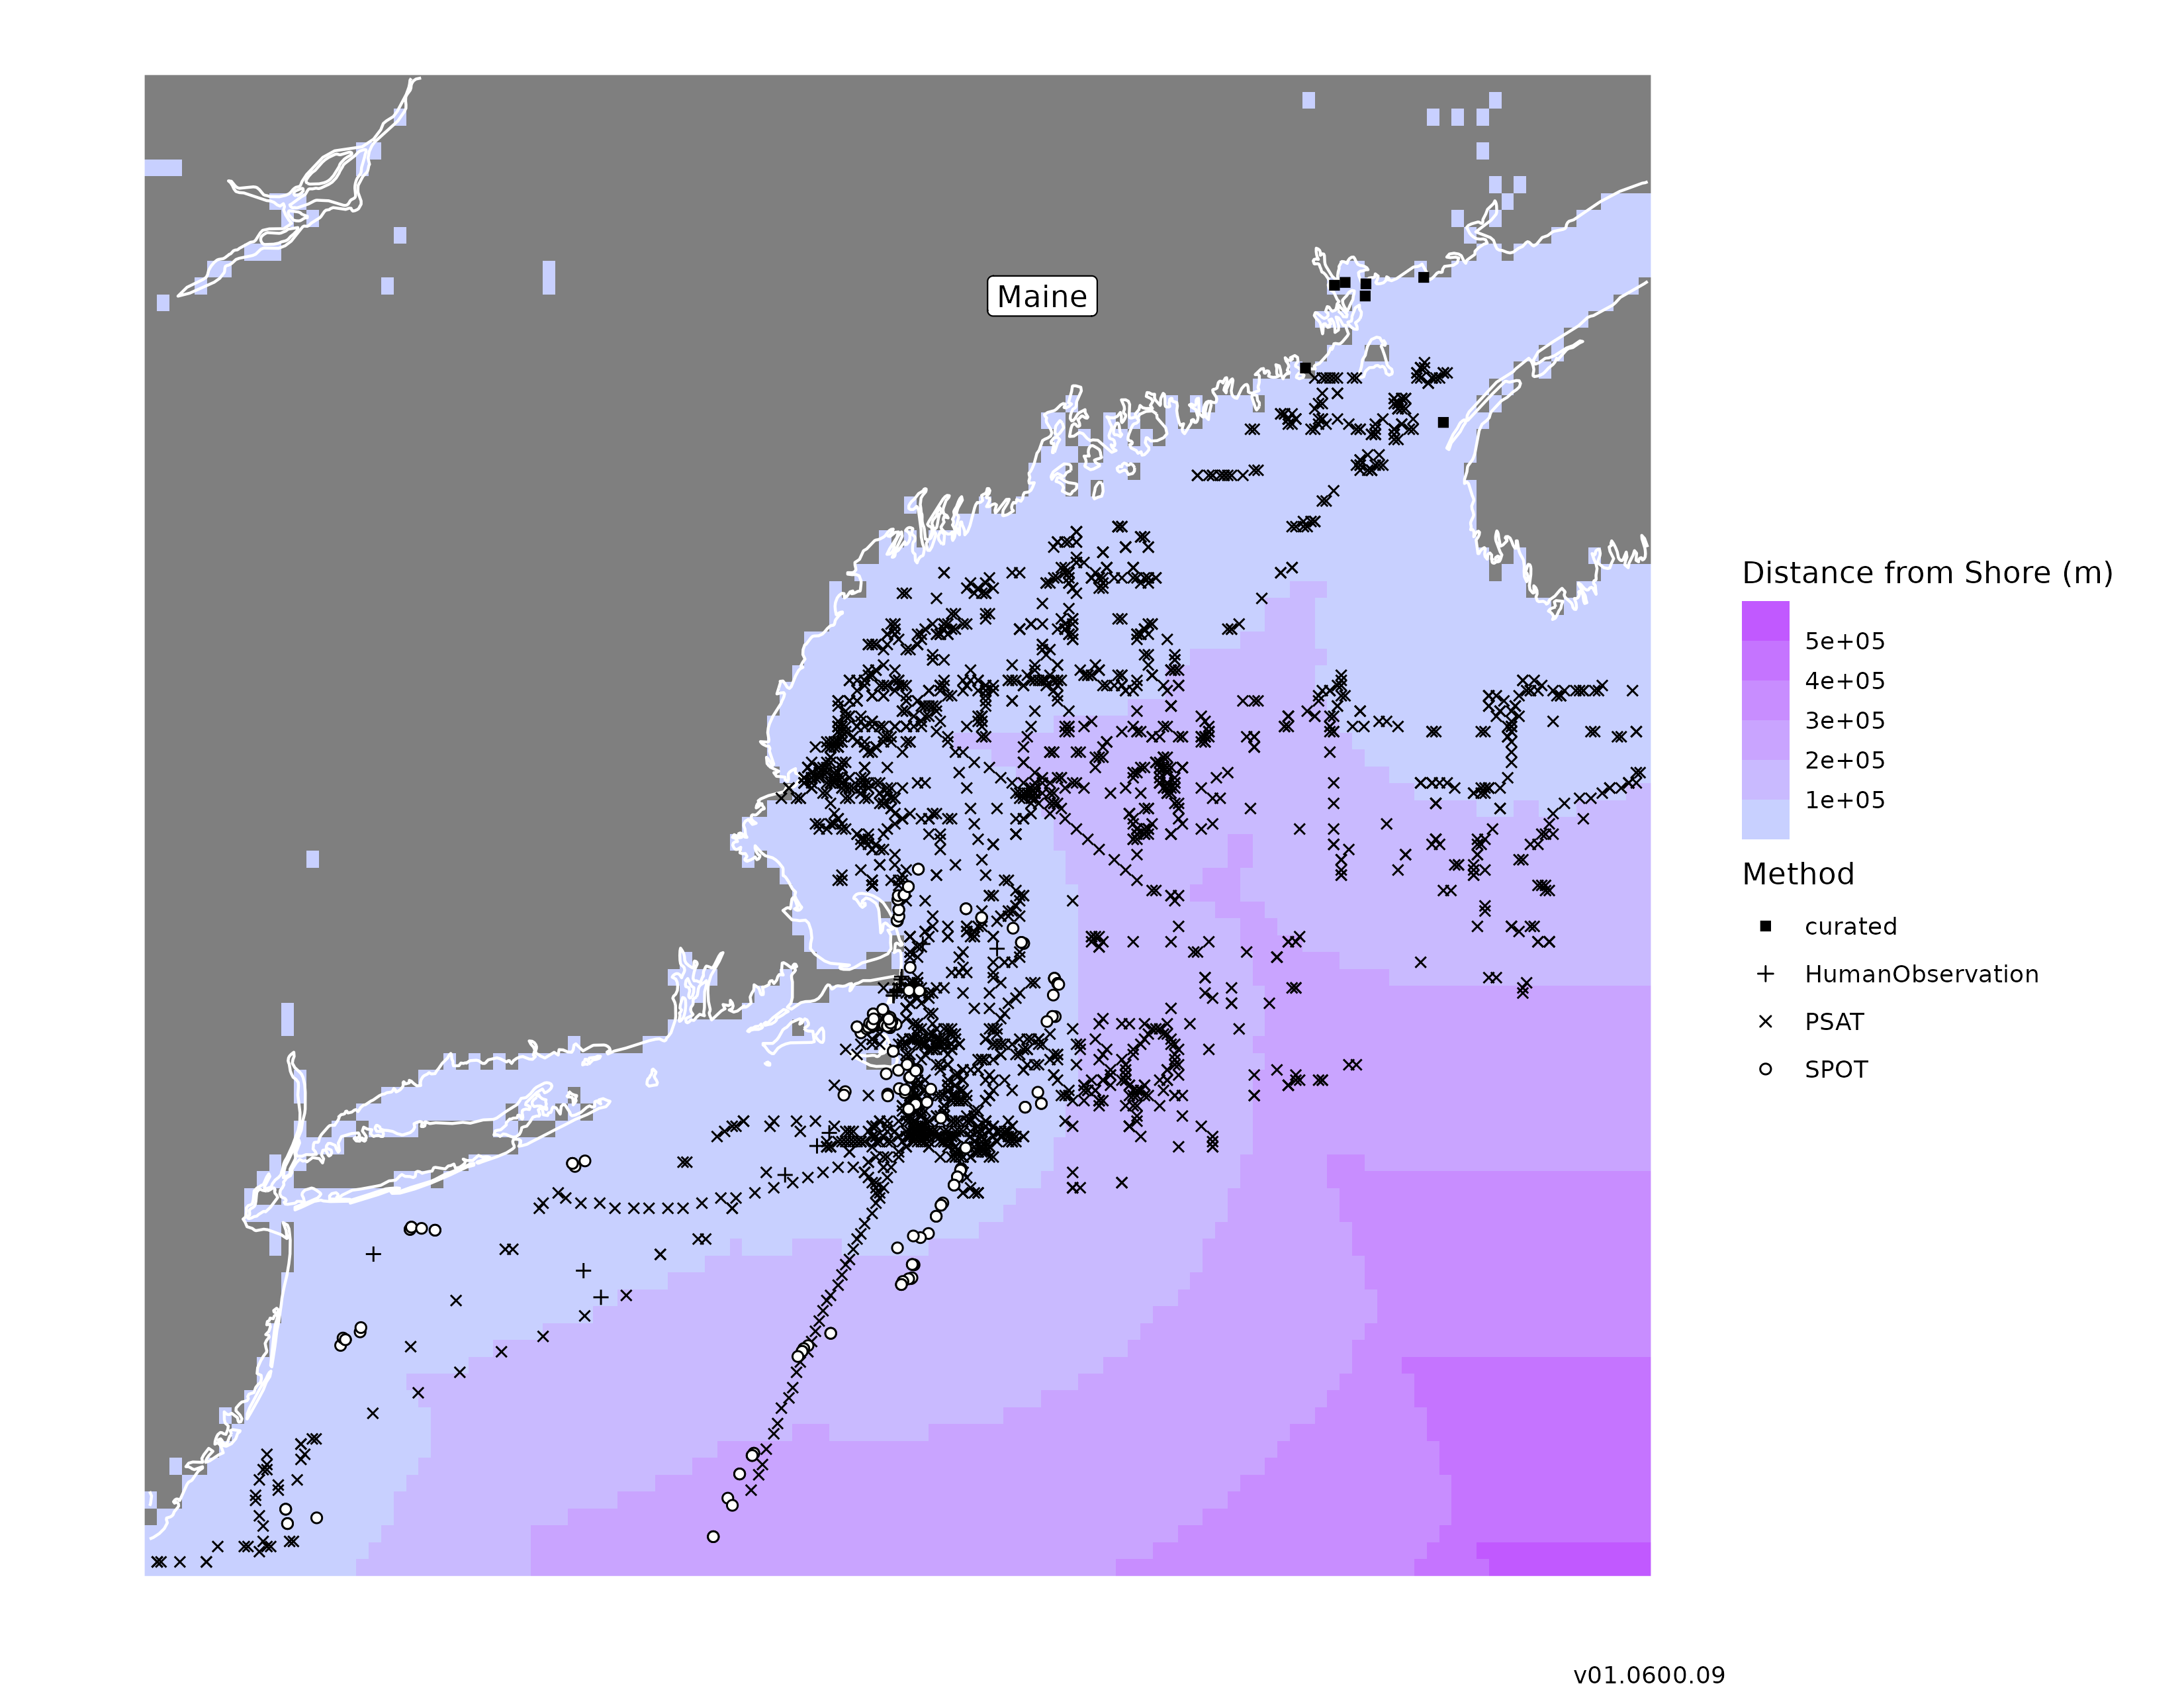 Maine
Distance from Shore (m)
5e+05
4e+05
3e+05
2e+05
1e+05
Method
curated
HumanObservation
PSAT
SPOT
v01.0600.09